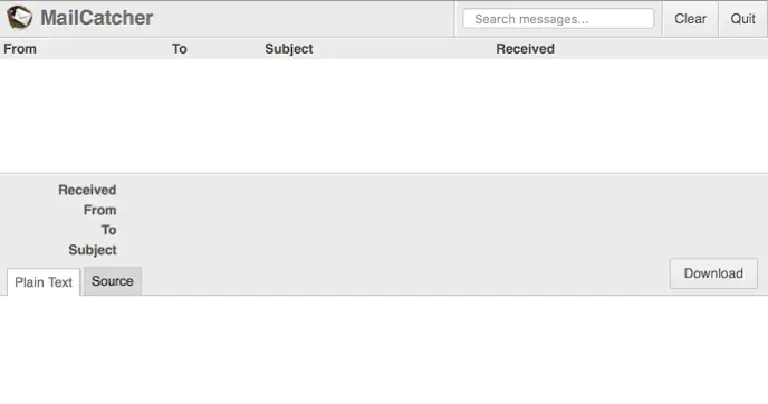 MailCatcher Search messages... Clear Quit
From To Subject Received
Received
From
To
Subject
Plain Text Source Download